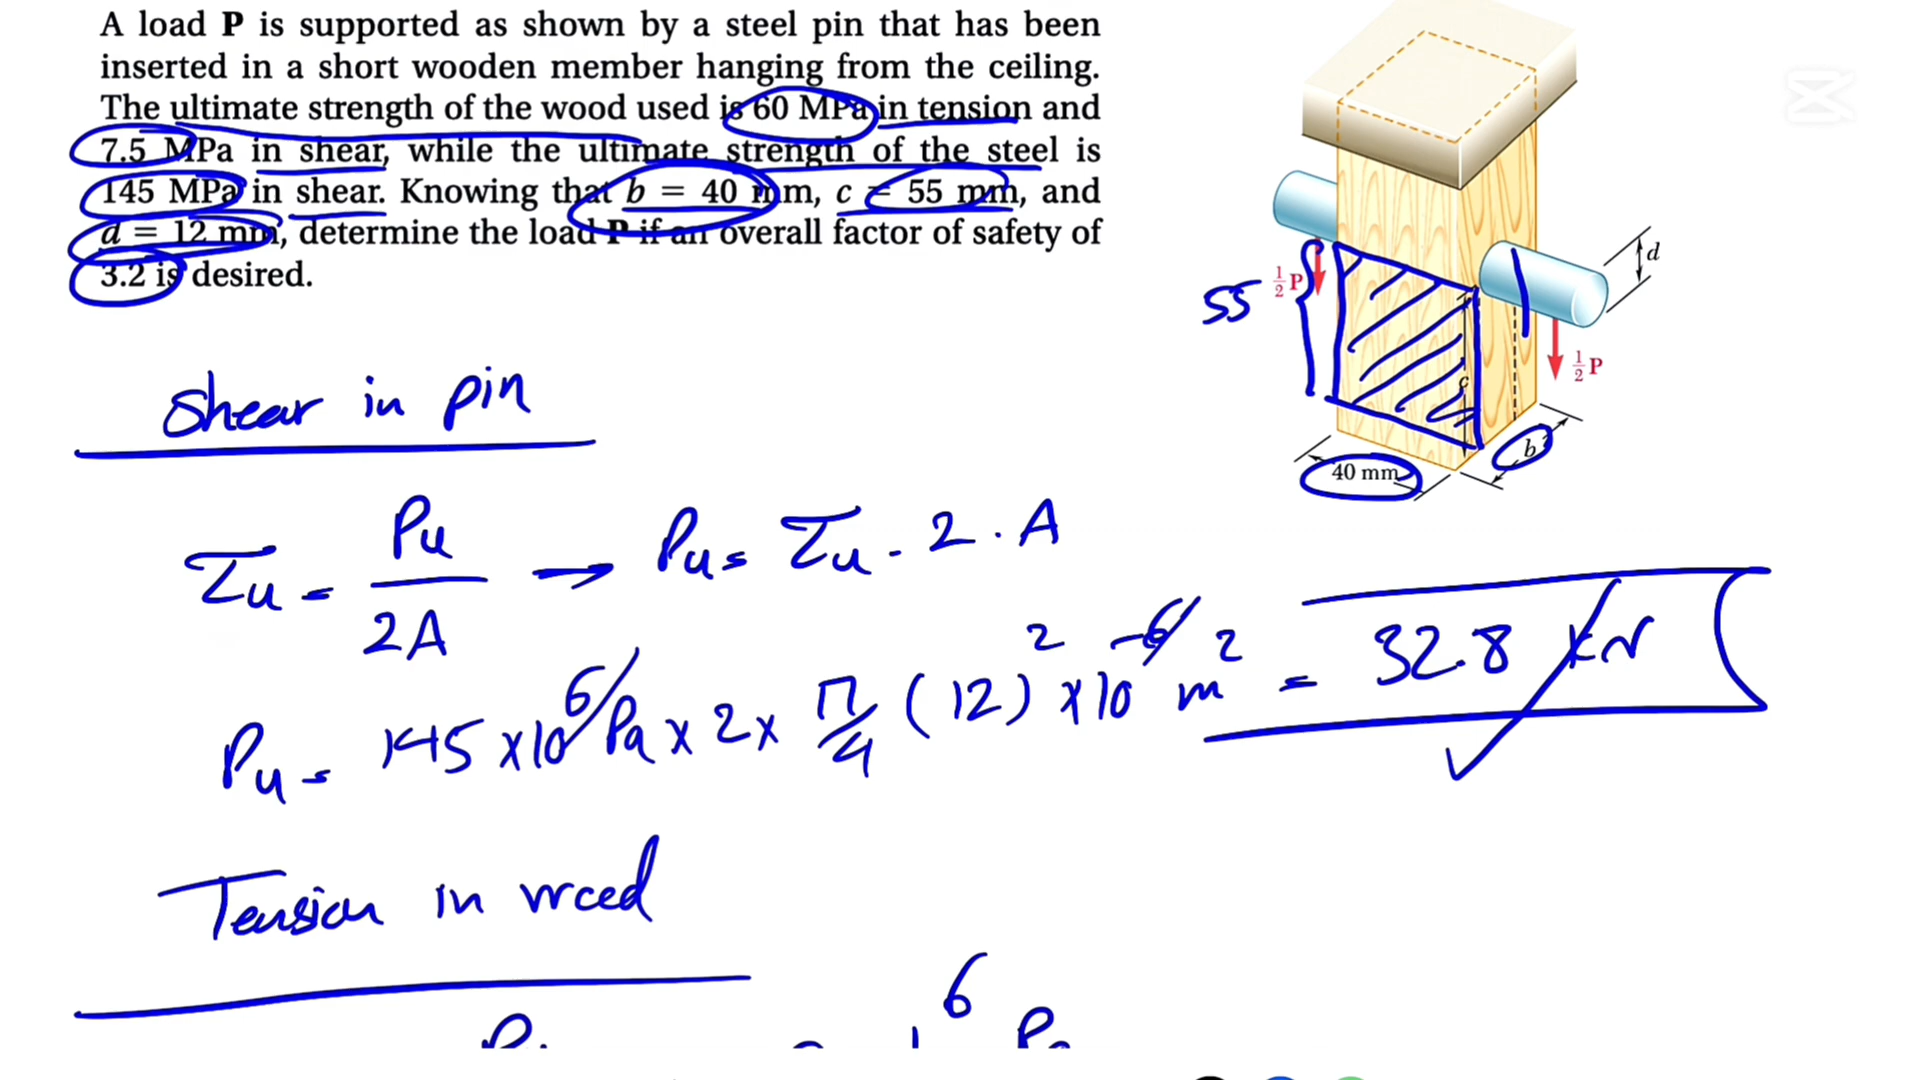 A load P is supported as shown by a steel pin that has been
inserted in a short wooden member hanging from the ceiling.
The ultimate strength of the wood used is 60 MPa in tension and
7.5 MPa in shear, while the ultimate strength of the steel is
145 MPa in shear. Knowing that b = 40 mm, c = 55 mm, and
d = 12 mm, determine the load P if an overall factor of safety of
3.2 is desired.
d
55
½P
½P
c
b
40 mm
Shear in pin
τu = Pu / 2A → Pu = τu · 2 · A
Pu = 145 × 10⁶ Pa × 2 × π/4 (12)² × 10⁻⁶ m² = 32.8 kN
Tension in wood
6